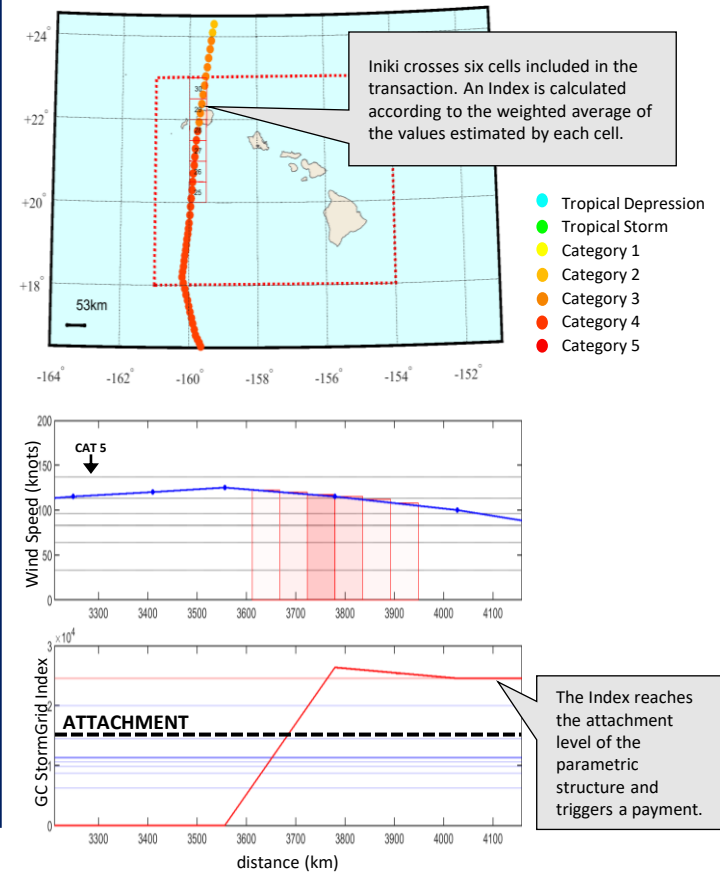 +24°
+22°
+20°
+18°
Iniki crosses six cells included in the
transaction. An Index is calculated
according to the weighted average of
the values estimated by each cell.
30
25
53km
-164°
-162°
-160°
-158°
-156°
-154°
-152°
Tropical Depression
Tropical Storm
Category 1
Category 2
Category 3
Category 4
Category 5
Wind Speed (knots)
200
150
100
50
0
CAT 5
3300 3400 3500 3600 3700 3800 3900 4000 4100
GC StormGrid Index
×10⁴
3
2
1
0
ATTACHMENT
3300 3400 3500 3600 3700 3800 3900 4000 4100
distance (km)
The Index reaches
the attachment
level of the
parametric
structure and
triggers a payment.